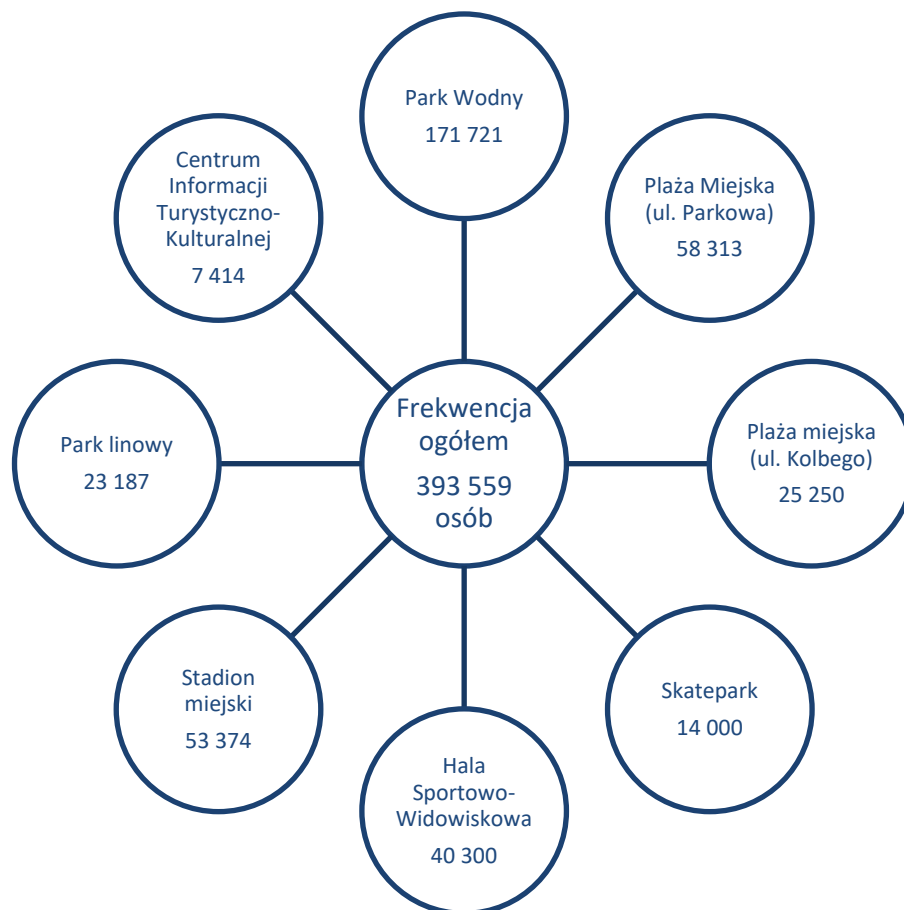 Park Wodny
171 721
Centrum
Informacji
Turystyczno-
Kulturalnej
7 414
Plaża Miejska
(ul. Parkowa)
58 313
Park linowy
23 187
Frekwencja
ogółem
393 559
osób
Plaża miejska
(ul. Kolbego)
25 250
Stadion
miejski
53 374
Skatepark
14 000
Hala
Sportowo-
Widowiskowa
40 300